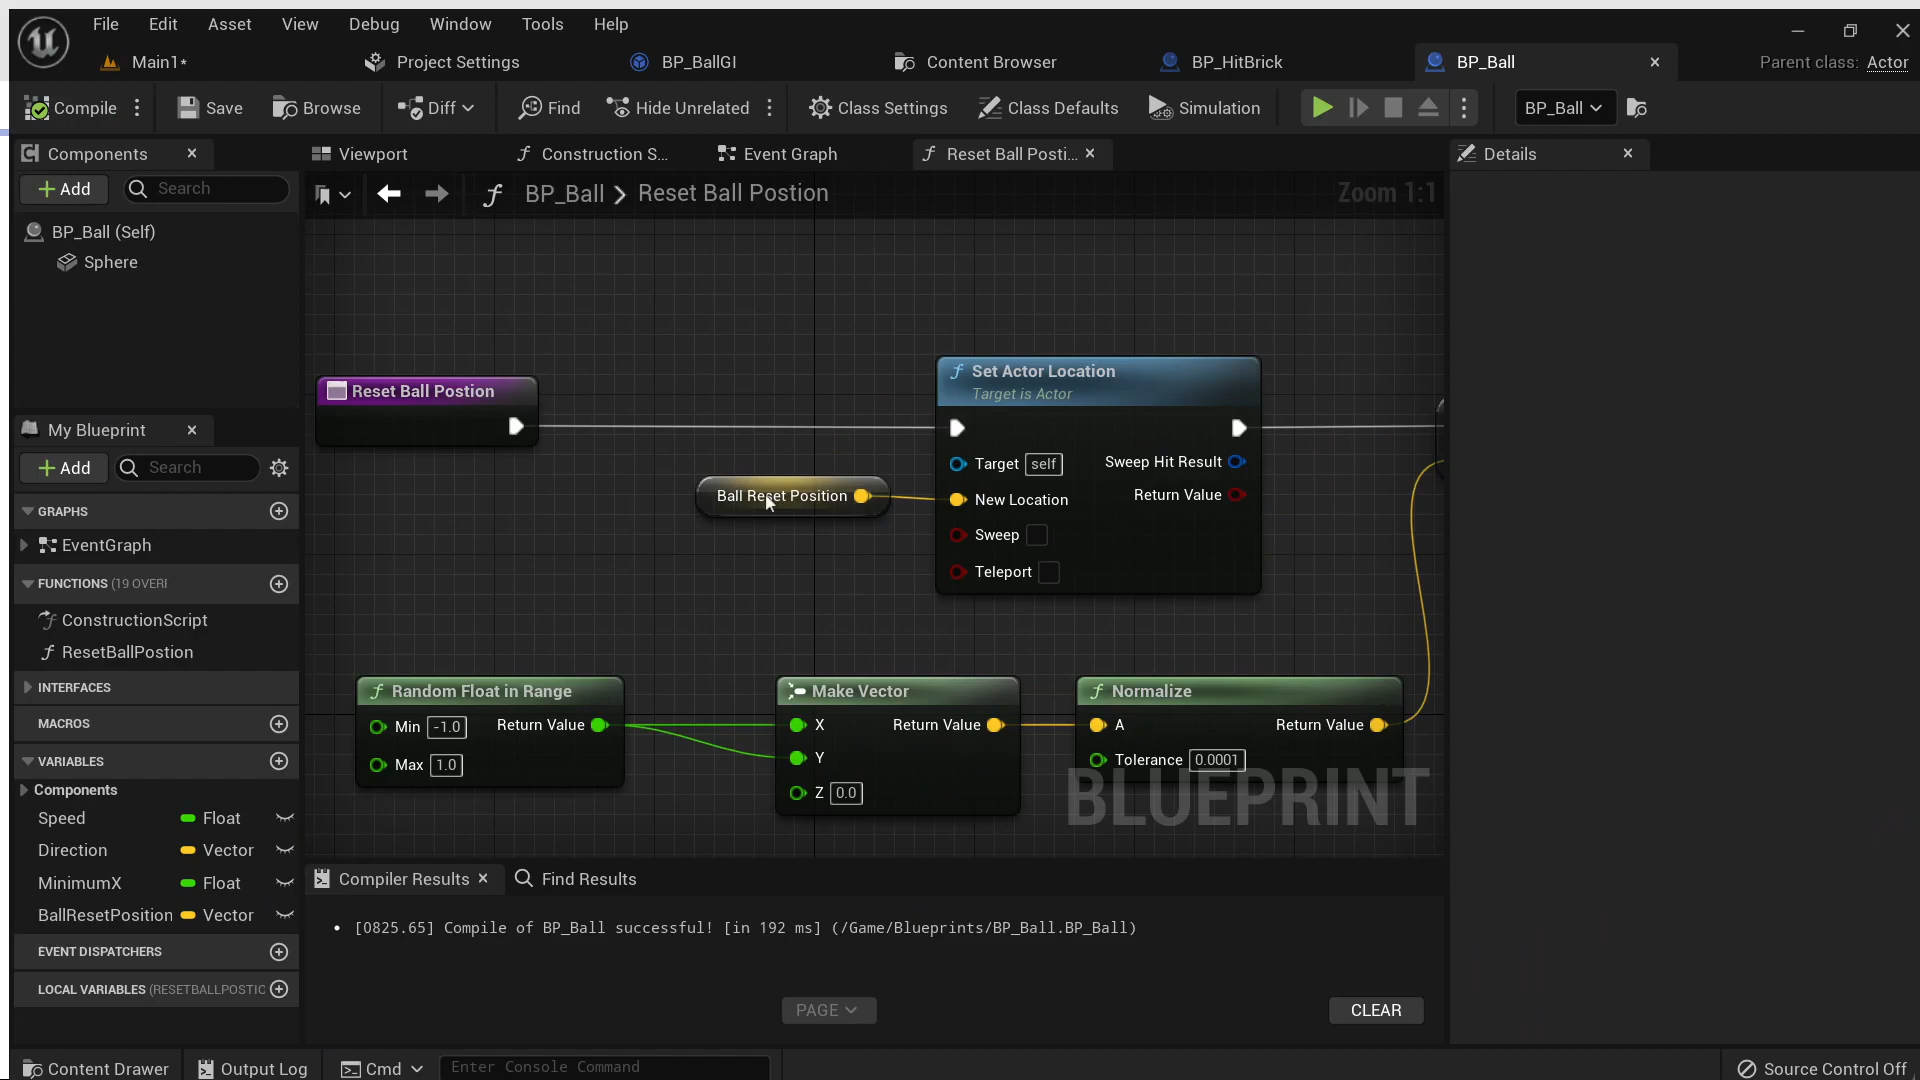 File Edit Asset View Debug Window Tools Help
Main1* Project Settings BP_BallGI Content Browser BP_HitBrick BP_Ball Parent class: Actor
Compile Save Browse Diff Find Hide Unrelated Class Settings Class Defaults Simulation BP_Ball
Components Viewport Construction S... Event Graph Reset Ball Posti... Details
Add Search BP_Ball Reset Ball Postion Zoom 1:1
BP_Ball (Self)
Sphere
Set Actor Location
Target is Actor
Reset Ball Postion
Target self Sweep Hit Result
Ball Reset Position New Location Return Value
Sweep
Teleport
My Blueprint
Add Search
GRAPHS
EventGraph
FUNCTIONS (19 OVERI
ConstructionScript
ResetBallPostion
INTERFACES
MACROS
VARIABLES
Components
Speed Float
Direction Vector
MinimumX Float
BallResetPosition Vector
EVENT DISPATCHERS
LOCAL VARIABLES (RESETBALLPOSTIC
Random Float in Range Make Vector Normalize
Min -1.0 Return Value X Return Value A Return Value
Max 1.0 Y Tolerance 0.0001
Z 0.0
BLUEPRINT
Compiler Results Find Results
• [0825.65] Compile of BP_Ball successful! [in 192 ms] (/Game/Blueprints/BP_Ball.BP_Ball)
PAGE CLEAR
Content Drawer Output Log Cmd Enter Console Command Source Control Off